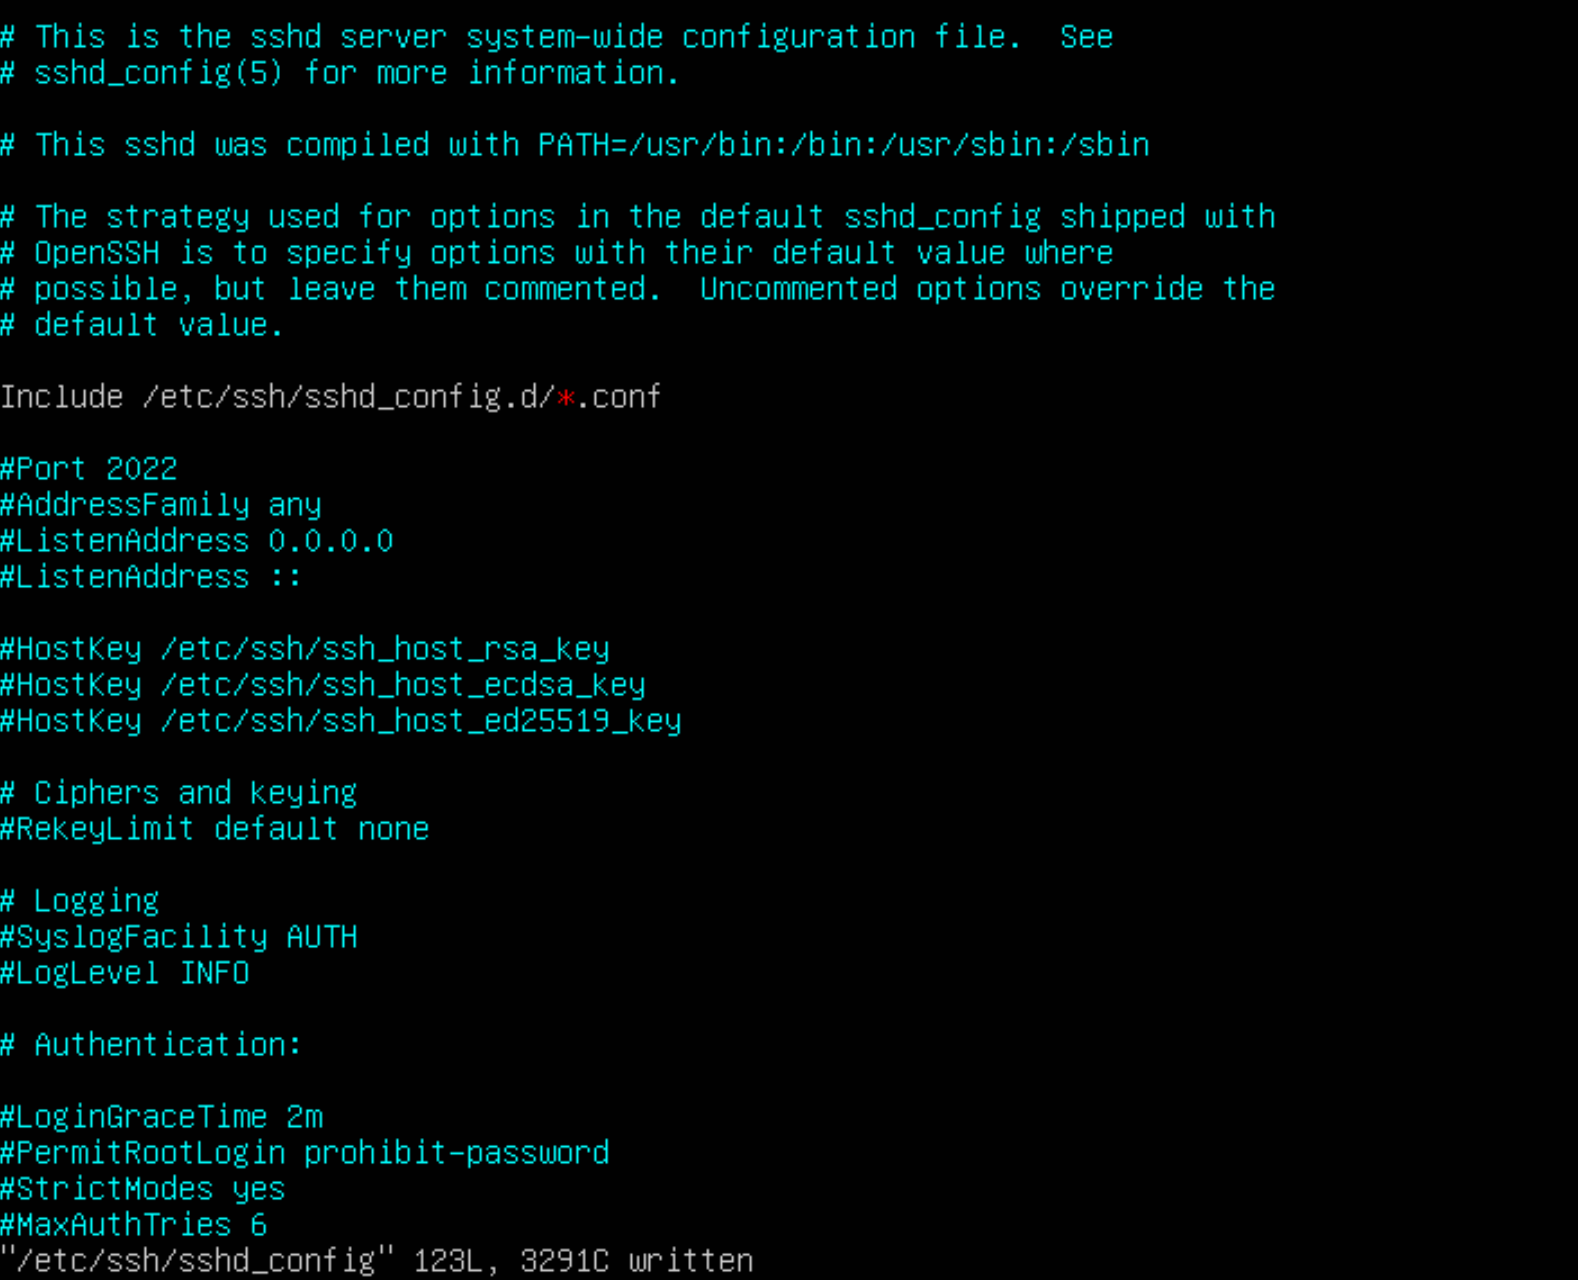 # This is the sshd server system-wide configuration file.  See
# sshd_config(5) for more information.
# This sshd was compiled with PATH=/usr/bin:/bin:/usr/sbin:/sbin
# The strategy used for options in the default sshd_config shipped with
# OpenSSH is to specify options with their default value where
# possible, but leave them commented.  Uncommented options override the
# default value.
Include /etc/ssh/sshd_config.d/*.conf
#Port 2022
#AddressFamily any
#ListenAddress 0.0.0.0
#ListenAddress ::
#HostKey /etc/ssh/ssh_host_rsa_key
#HostKey /etc/ssh/ssh_host_ecdsa_key
#HostKey /etc/ssh/ssh_host_ed25519_key
# Ciphers and keying
#RekeyLimit default none
# Logging
#SyslogFacility AUTH
#LogLevel INFO
# Authentication:
#LoginGraceTime 2m
#PermitRootLogin prohibit-password
#StrictModes yes
#MaxAuthTries 6
"/etc/ssh/sshd_config" 123L, 3291C written